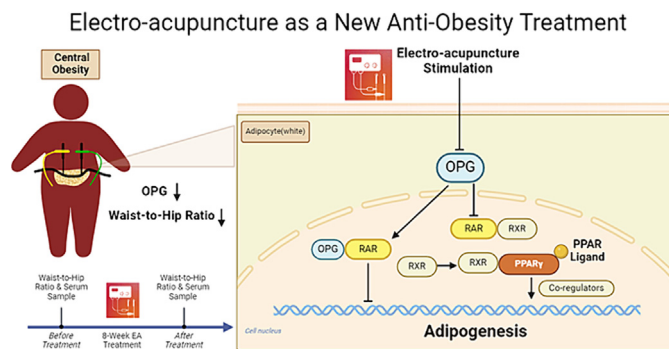 Electro-acupuncture as a New Anti-Obesity Treatment
Central
Obesity
OPG
Waist-to-Hip Ratio
Waist-to-Hip
Ratio & Serum
Sample
Waist-to-Hip
Ratio & Serum
Sample
Before
Treatment
8-Week EA
Treatment
After
Treatment
Electro-acupuncture
Stimulation
Adipocyte(white)
OPG
RAR
RXR
OPG
RAR
RXR
RXR
PPARγ
PPAR
Ligand
Co-regulators
Cell nucleus
Adipogenesis